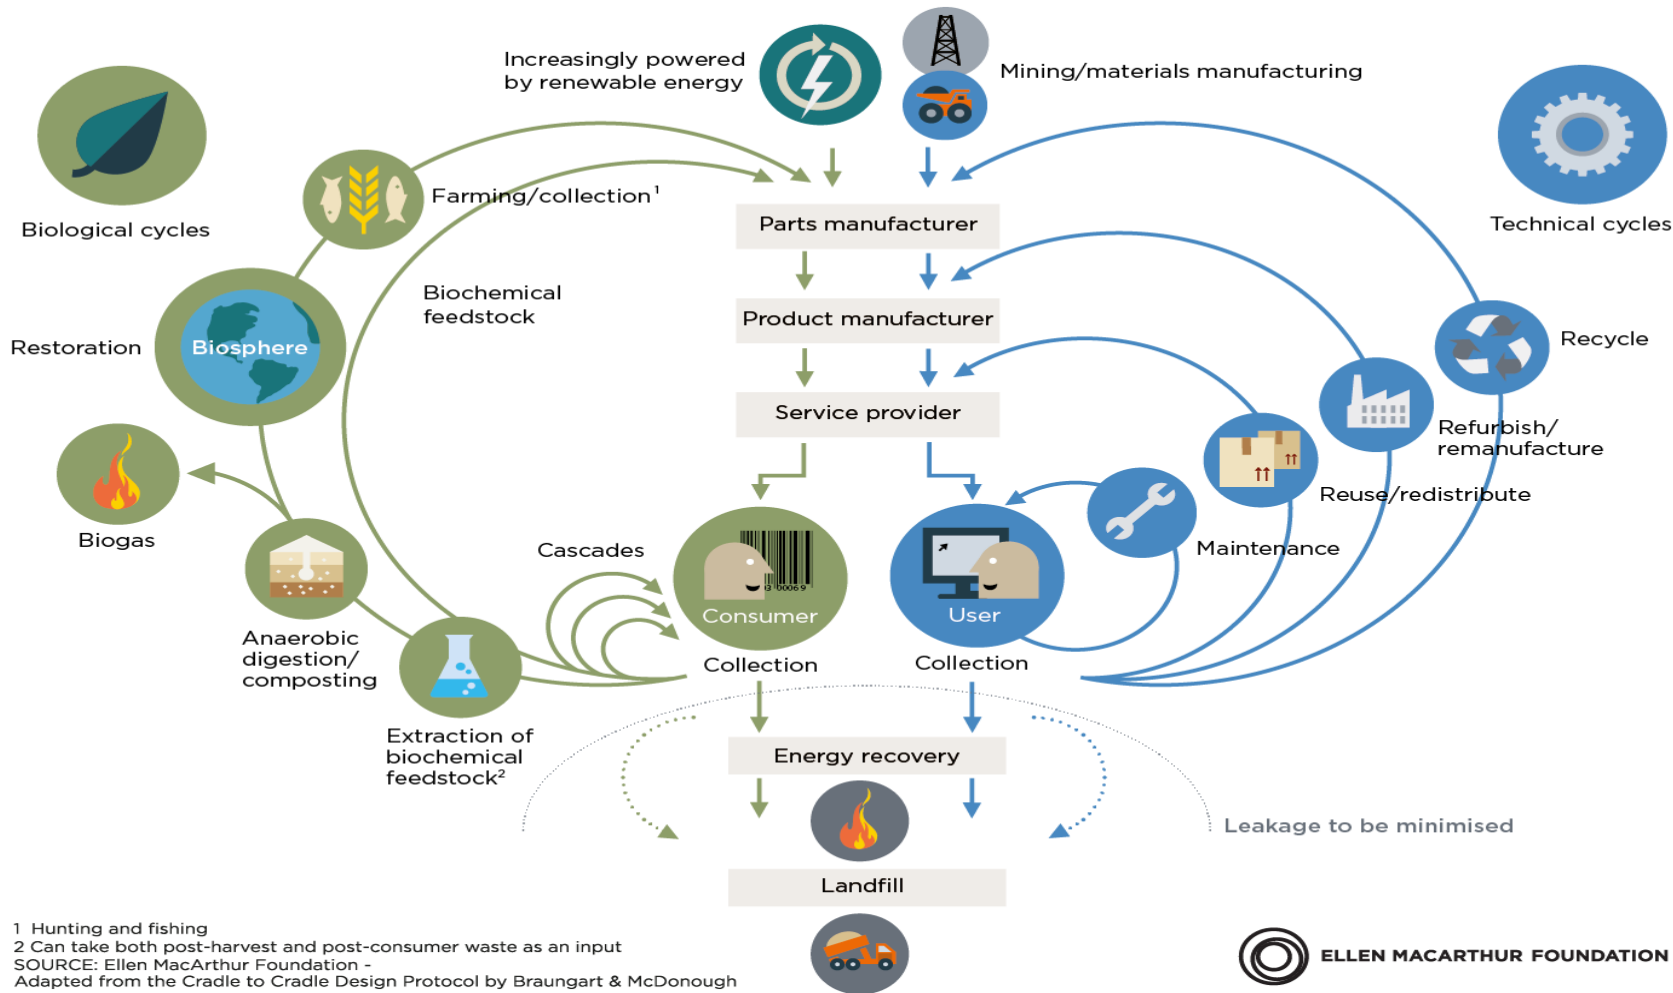 Increasingly powered
by renewable energy
Mining/materials manufacturing
Biological cycles
Technical cycles
Farming/collection¹
Parts manufacturer
Biochemical
feedstock
Product manufacturer
Restoration
Biosphere
Recycle
Service provider
Refurbish/
remanufacture
Reuse/redistribute
Biogas
Cascades
Maintenance
3 00069
Consumer
User
Anaerobic
digestion/
composting
Collection
Collection
Extraction of
biochemical
feedstock²
Energy recovery
Leakage to be minimised
Landfill
1 Hunting and fishing
2 Can take both post-harvest and post-consumer waste as an input
SOURCE: Ellen MacArthur Foundation -
Adapted from the Cradle to Cradle Design Protocol by Braungart & McDonough
ELLEN MACARTHUR FOUNDATION